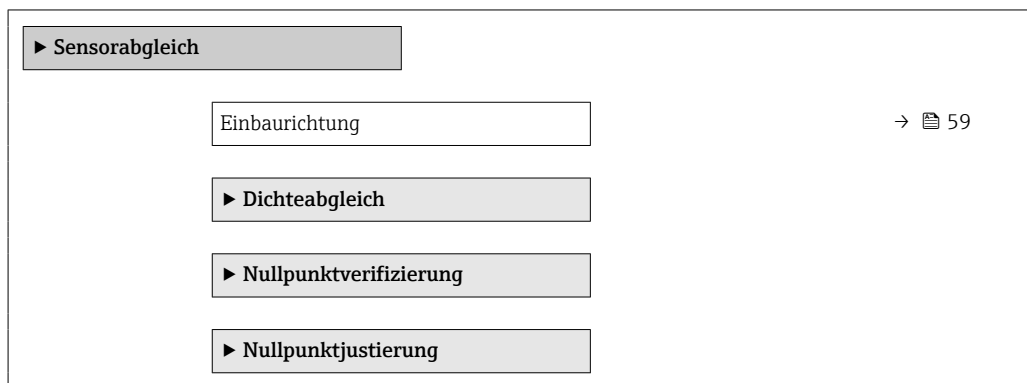 ▶ Sensorabgleich
Einbaurichtung → 59
▶ Dichteabgleich
▶ Nullpunktverifizierung
▶ Nullpunktjustierung